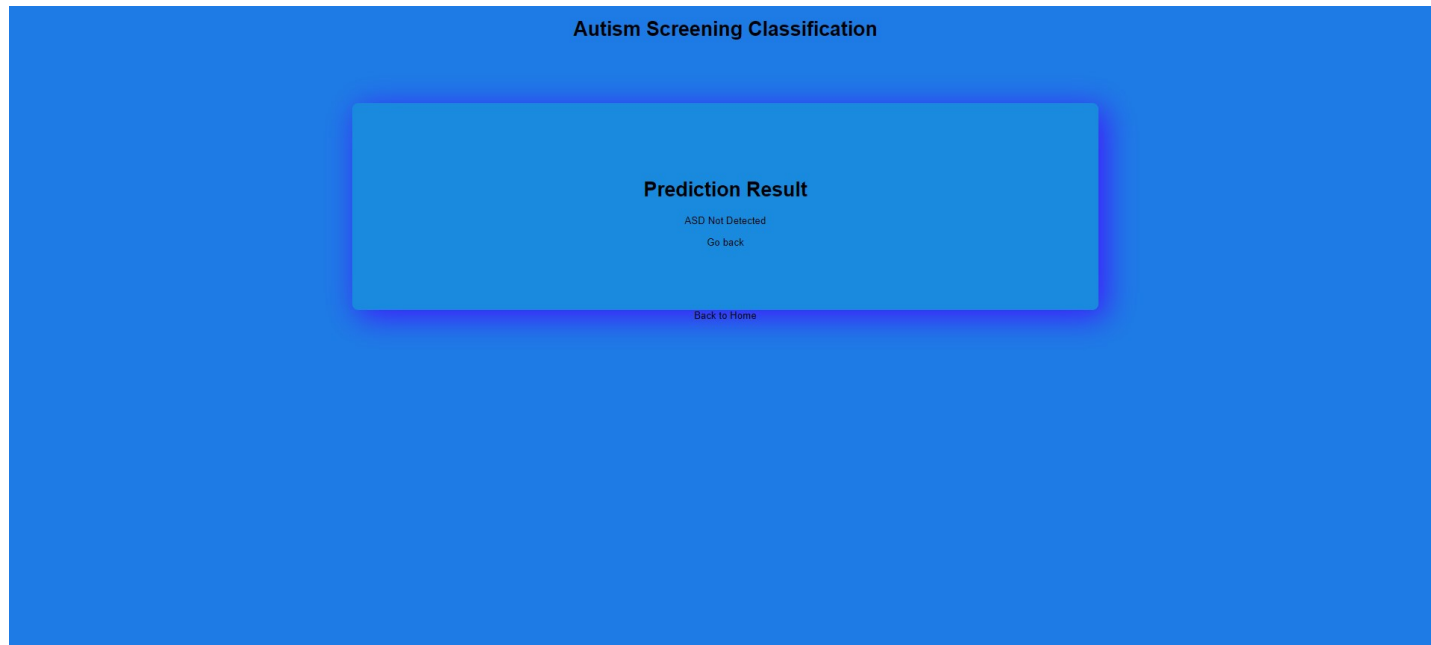 Autism Screening Classification
Prediction Result
ASD Not Detected
Go back
Back to Home